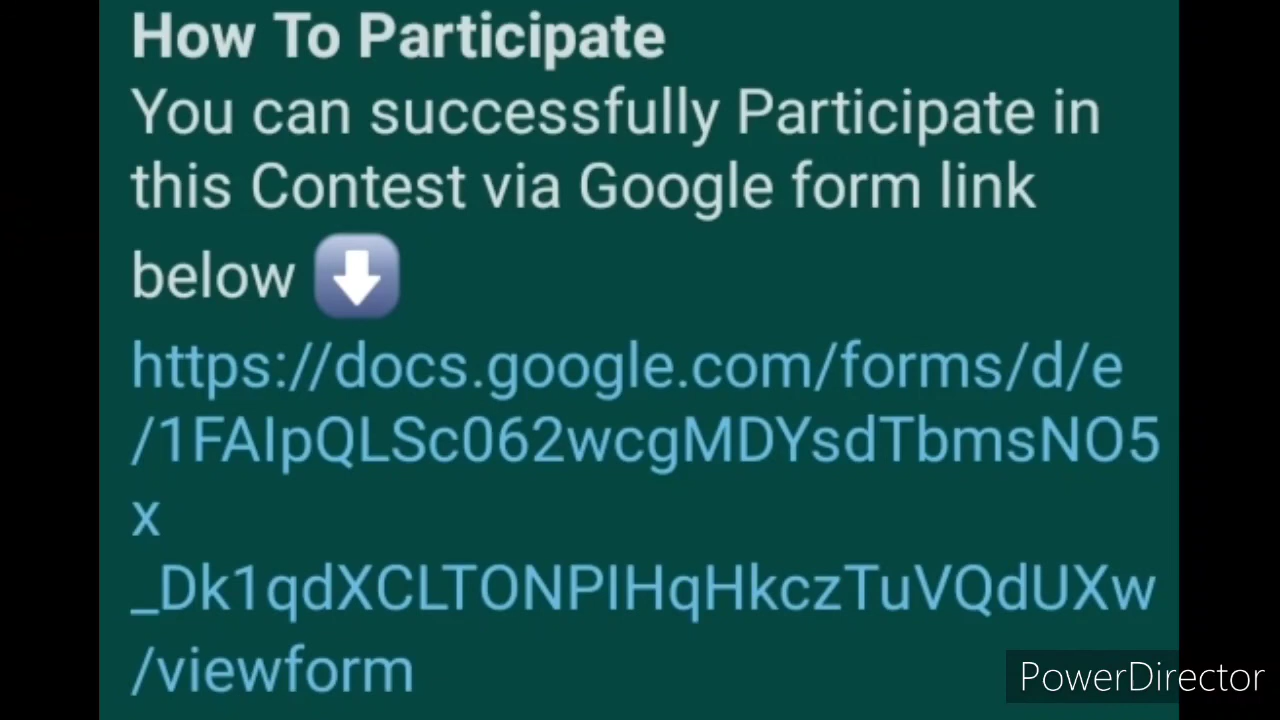 How To Participate
You can successfully Participate in
this Contest via Google form link
below ⬇️
https://docs.google.com/forms/d/e
/1FAIpQLSc062wcgMDYsdTbmsNO5
x
_Dk1qdXCLTONPIHqHkczTuVQdUXw
/viewform
PowerDirector